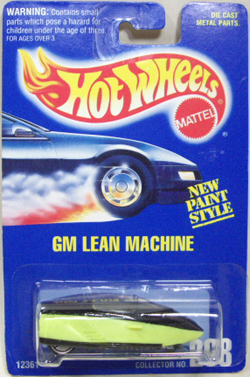 WARNING: Contains small
parts which pose a hazard for
children under the age of three
FOR AGES OVER 3
DIE CAST
METAL PARTS
Hot Wheels
MATTEL
NEW
PAINT
STYLE
GM LEAN MACHINE
COLLECTOR NO.
268